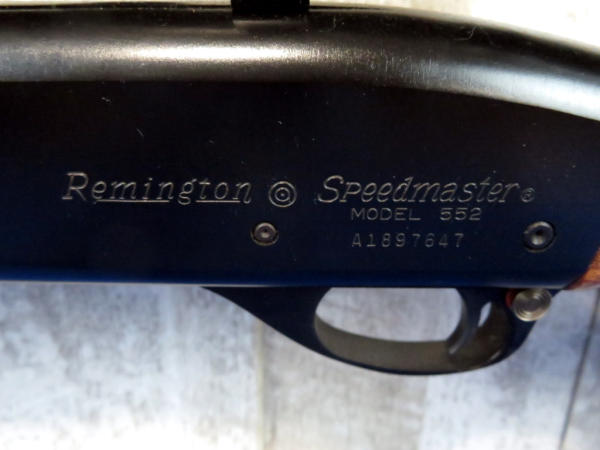 Remington Speedmaster®
MODEL 552
A1897647